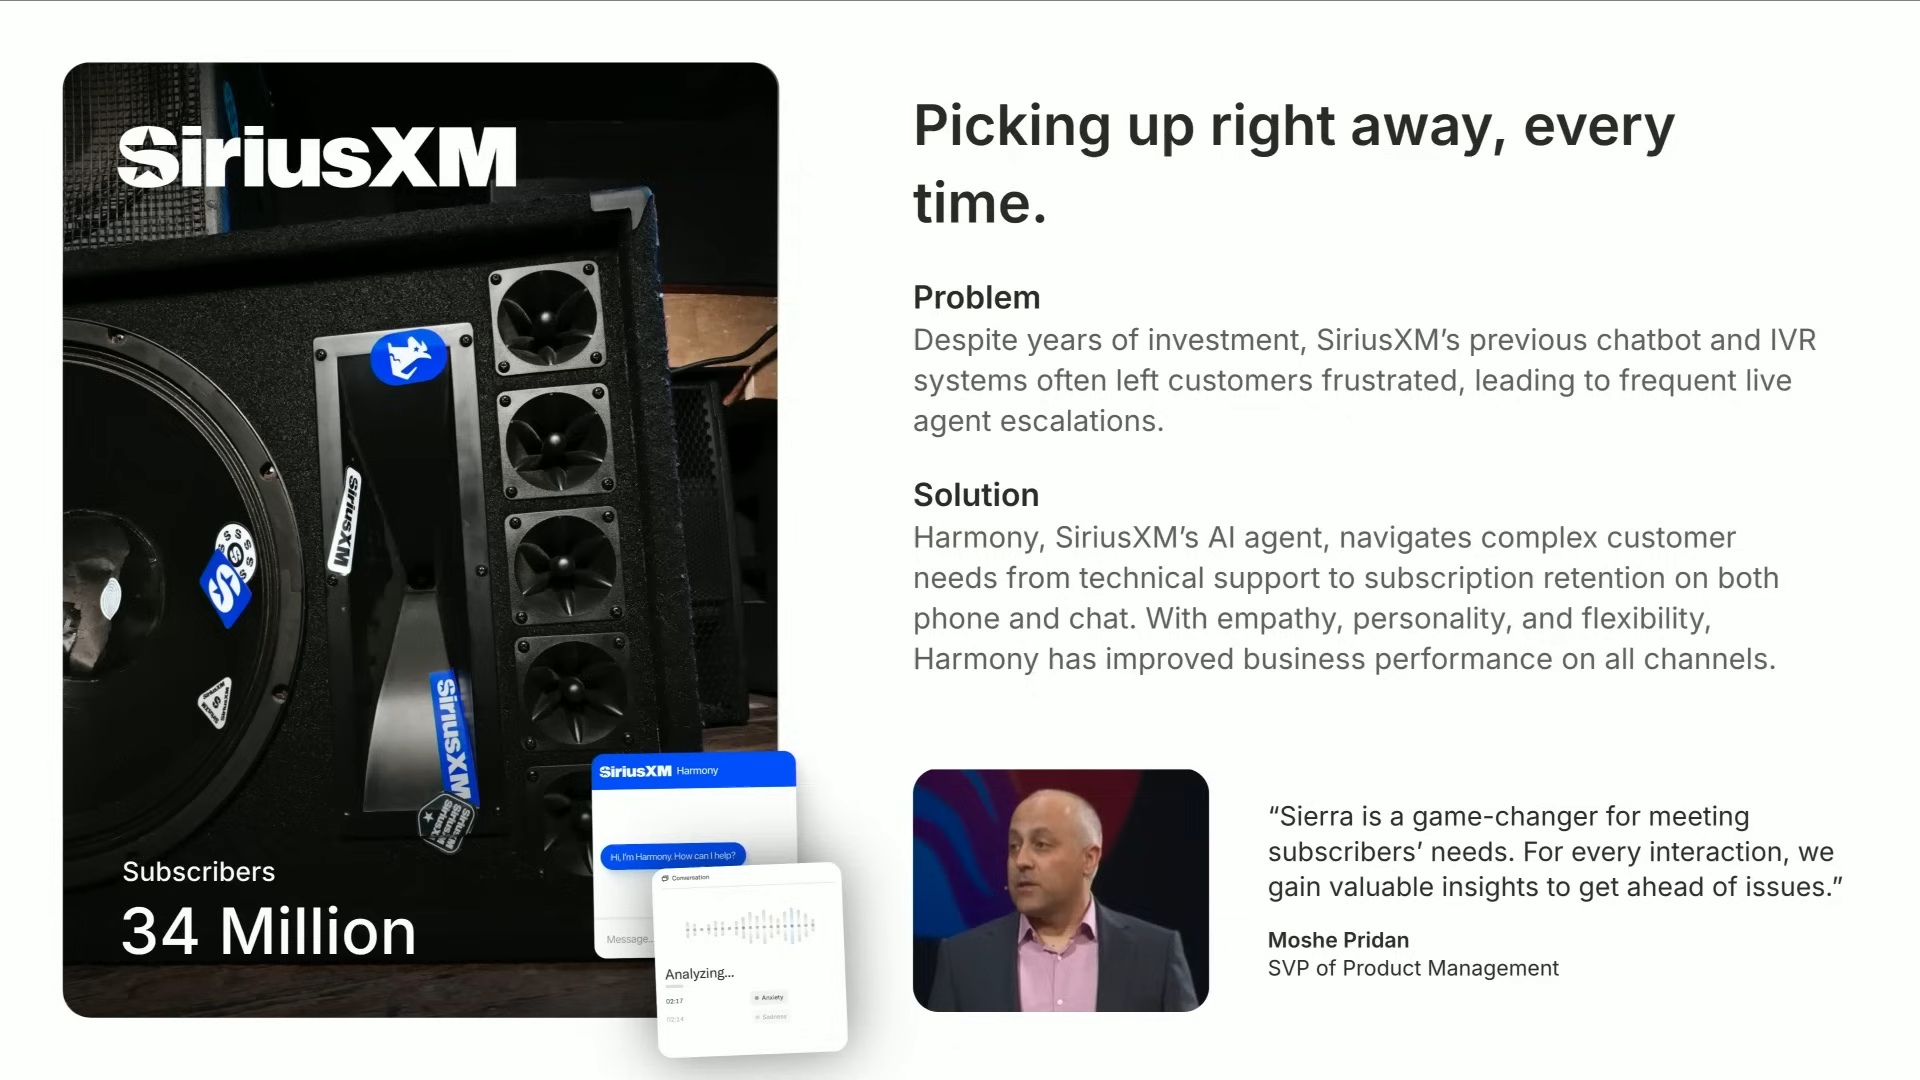 SiriusXM
SiriusXM
SiriusXM
Subscribers
34 Million
SiriusXM Harmony
Hi, I'm Harmony. How can I help?
Message...
Conversation
Analyzing...
02:17 Anxiety
02:14 Sadness
Picking up right away, every
time.
Problem
Despite years of investment, SiriusXM’s previous chatbot and IVR
systems often left customers frustrated, leading to frequent live
agent escalations.
Solution
Harmony, SiriusXM’s AI agent, navigates complex customer
needs from technical support to subscription retention on both
phone and chat. With empathy, personality, and flexibility,
Harmony has improved business performance on all channels.
“Sierra is a game-changer for meeting
subscribers’ needs. For every interaction, we
gain valuable insights to get ahead of issues.”
Moshe Pridan
SVP of Product Management